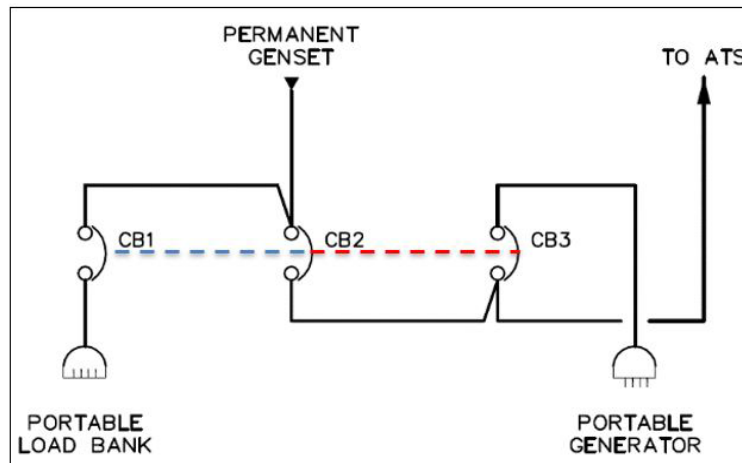 PERMANENT
GENSET
TO ATS
CB1
CB2
CB3
PORTABLE
LOAD BANK
PORTABLE
GENERATOR